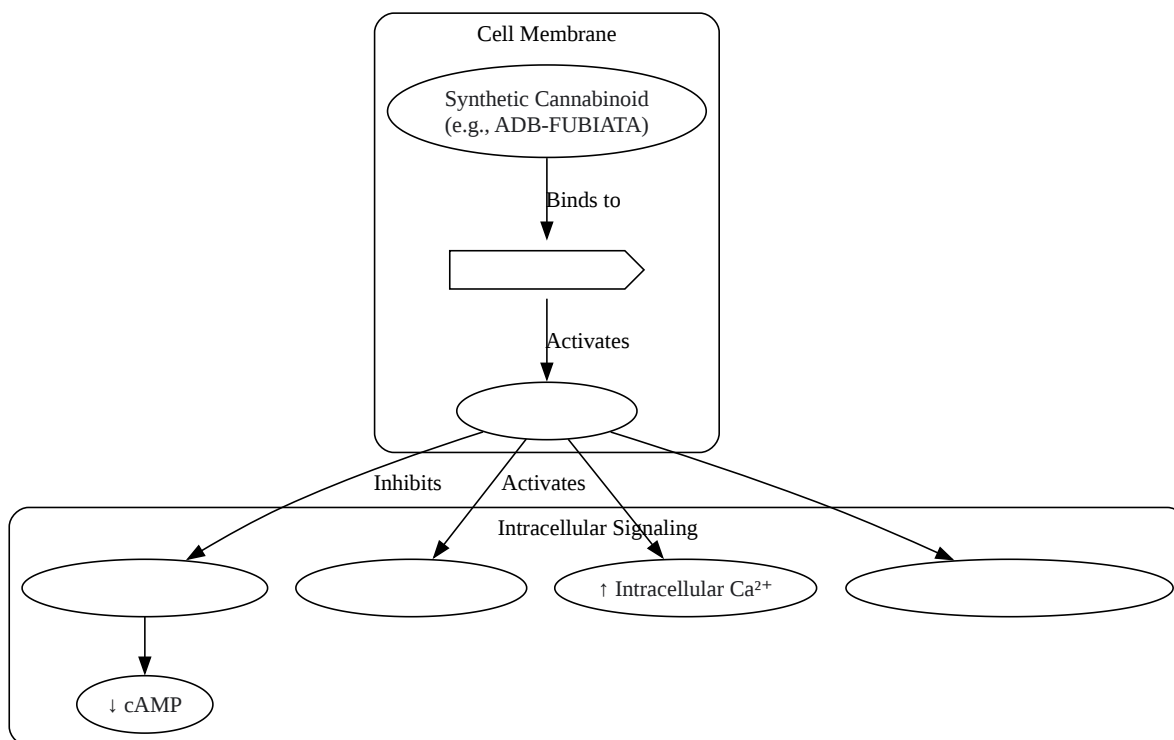 Cell Membrane
Synthetic Cannabinoid
(e.g., ADB-FUBIATA)
Binds to
Activates
Inhibits
Activates
Intracellular Signaling
↑ Intracellular Ca²⁺
↓ cAMP